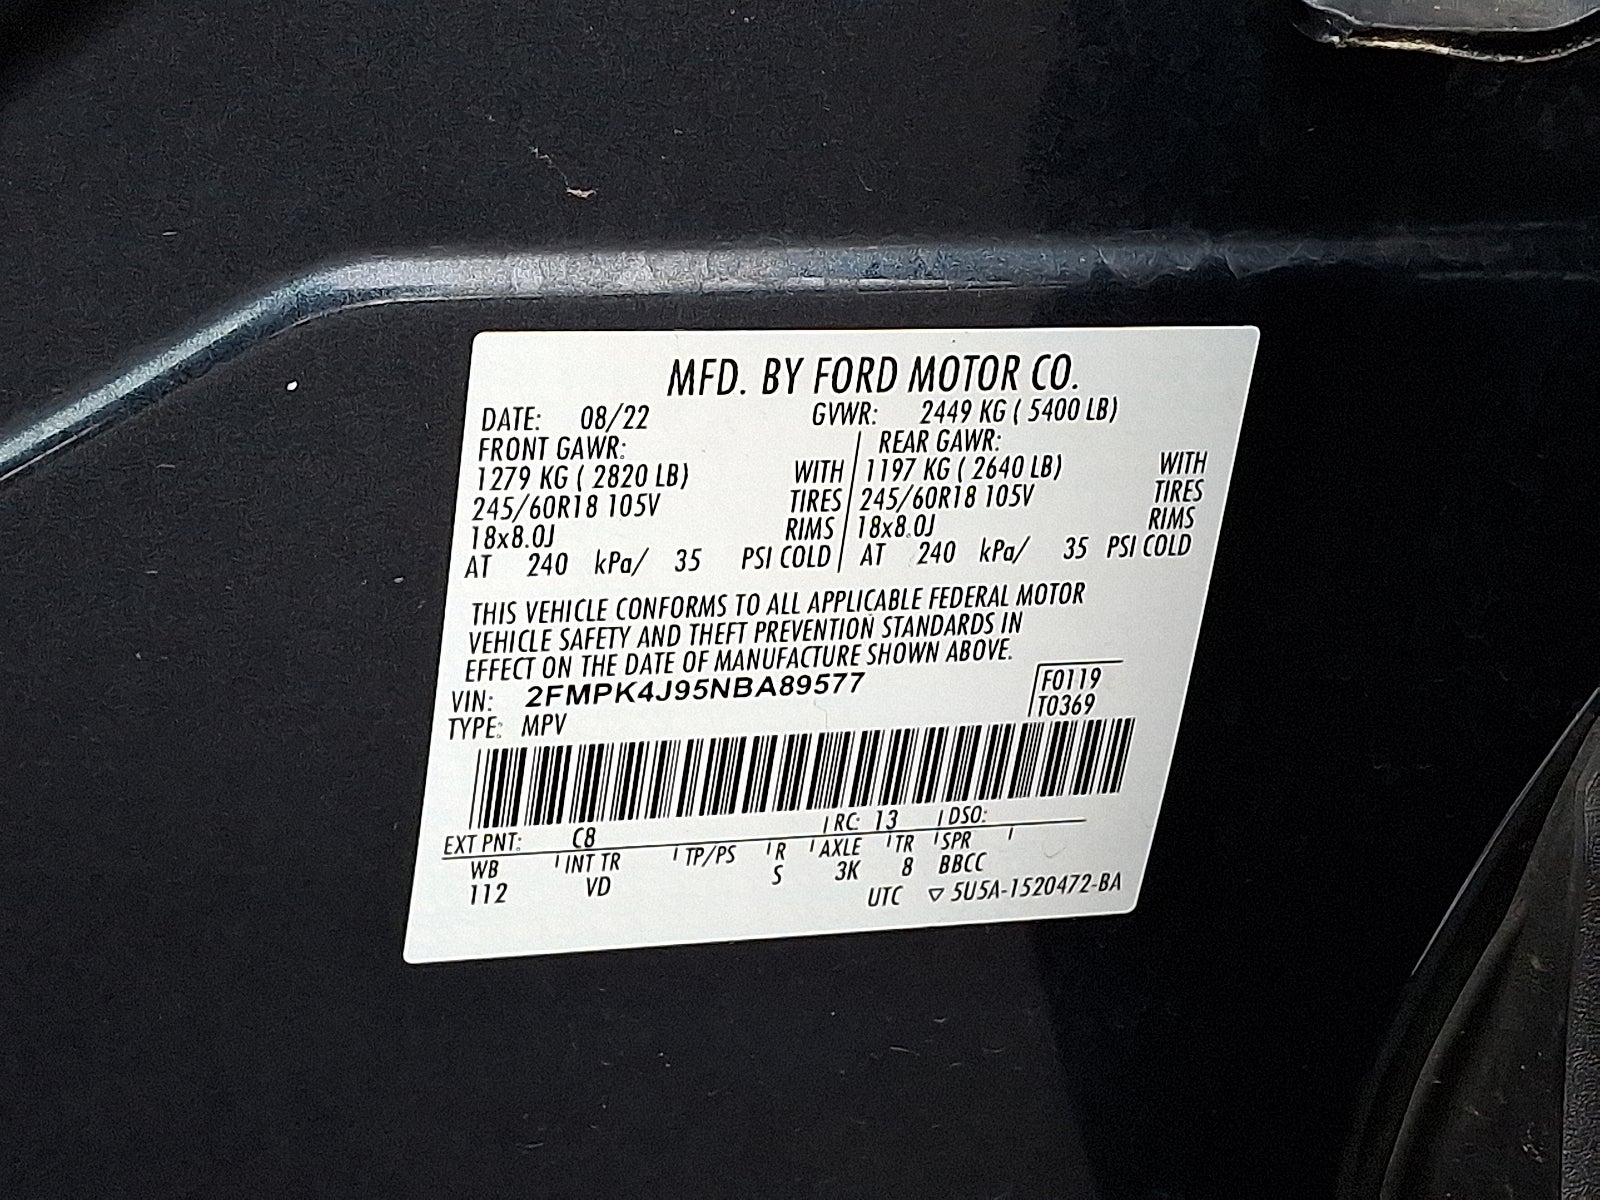 MFD. BY FORD MOTOR CO.
DATE: 08/22 GVWR: 2449 KG ( 5400 LB)
FRONT GAWR: REAR GAWR:
1279 KG ( 2820 LB) WITH 1197 KG ( 2640 LB) WITH
245/60R18 105V TIRES 245/60R18 105V TIRES
18x8.0J RIMS 18x8.0J RIMS
AT 240 kPa/ 35 PSI COLD AT 240 kPa/ 35 PSI COLD
THIS VEHICLE CONFORMS TO ALL APPLICABLE FEDERAL MOTOR
VEHICLE SAFETY AND THEFT PREVENTION STANDARDS IN
EFFECT ON THE DATE OF MANUFACTURE SHOWN ABOVE.
VIN: 2FMPK4J95NBA89577 F0119
TYPE: MPV T0369
EXT PNT: C8 RC: 13 DSO:
WB INT TR TP/PS R AXLE TR SPR
112 VD S 3K 8 BBCC
UTC ▽ 5U5A-1520472-BA